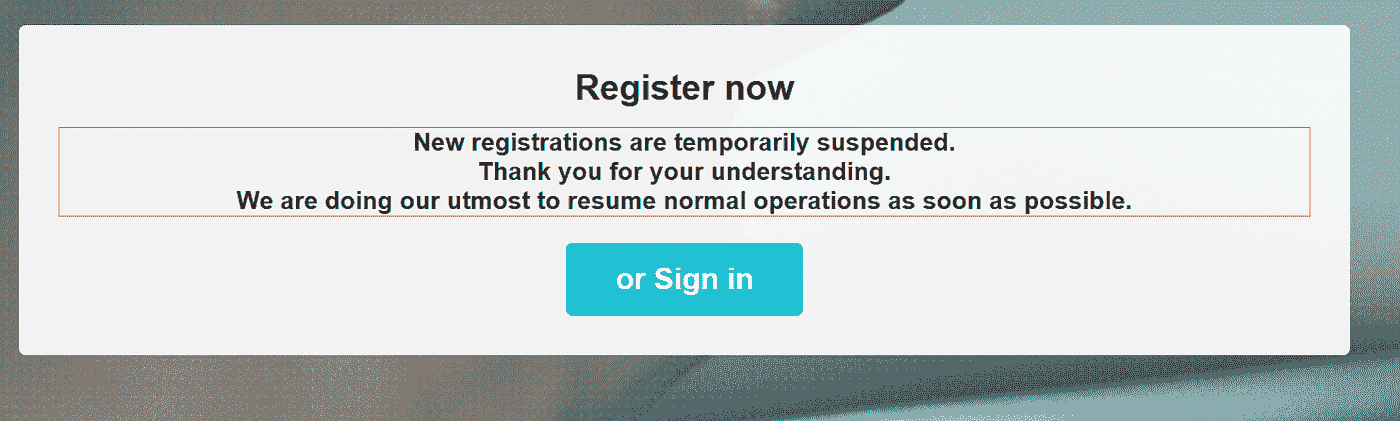 Register now
New registrations are temporarily suspended.
Thank you for your understanding.
We are doing our utmost to resume normal operations as soon as possible.
or Sign in